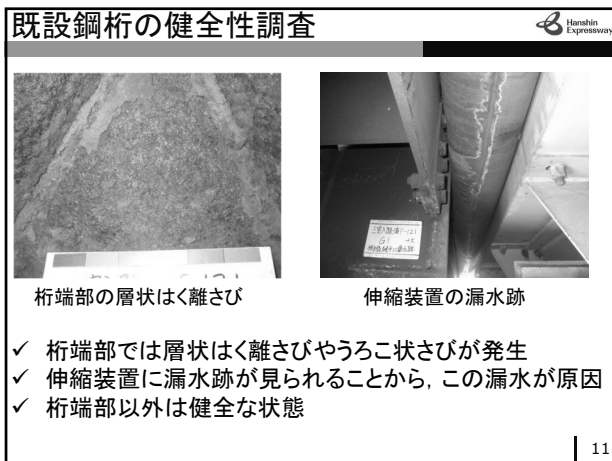 既設鋼桁の健全性調査
Hanshin
Expressway
桁端部の層状はく離さび
伸縮装置の漏水跡
✓ 桁端部では層状はく離さびやうろこ状さびが発生
✓ 伸縮装置に漏水跡が見られることから，この漏水が原因
✓ 桁端部以外は健全な状態
11